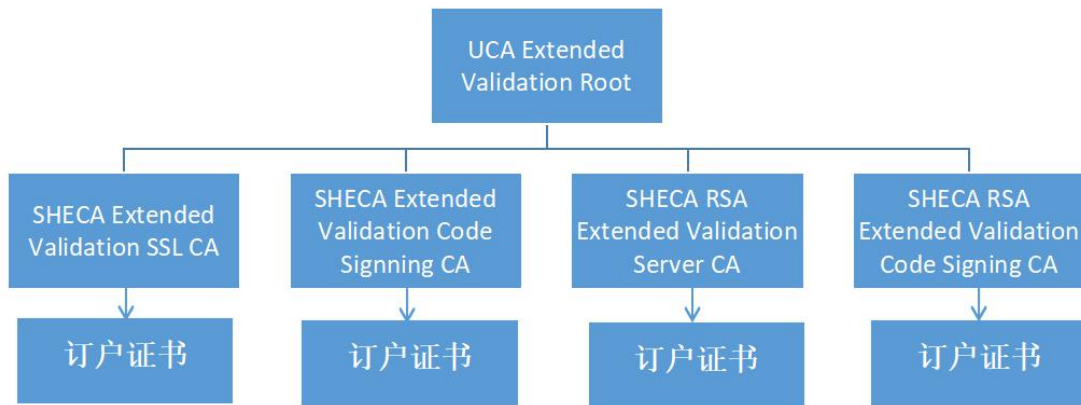 UCA Extended
Validation Root
SHECA Extended
Validation SSL CA
SHECA Extended
Validation Code
Signning CA
SHECA RSA
Extended Validation
Server CA
SHECA RSA
Extended Validation
Code Signing CA
订户证书
订户证书
订户证书
订户证书